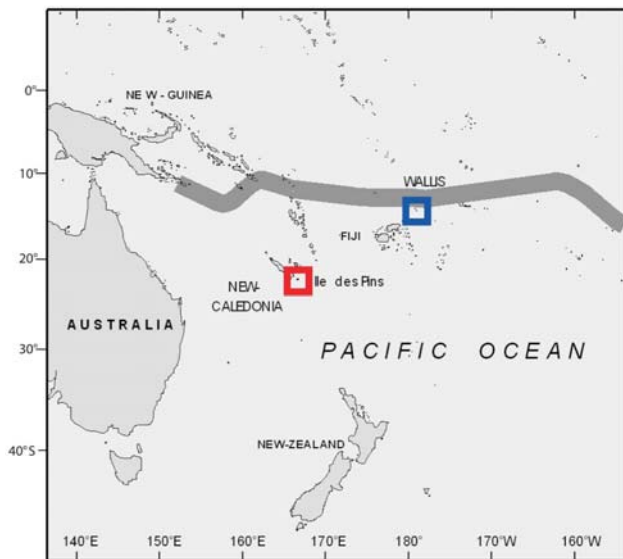 0°
NEW-GUINEA
10°
WALLIS
FIJI
20°
Ile des Pins
NEW-
CALEDONIA
AUSTRALIA
30°
PACIFIC OCEAN
40°S
NEW-ZEALAND
140°E
150°E
160°E
170°E
180°
170°W
160°W